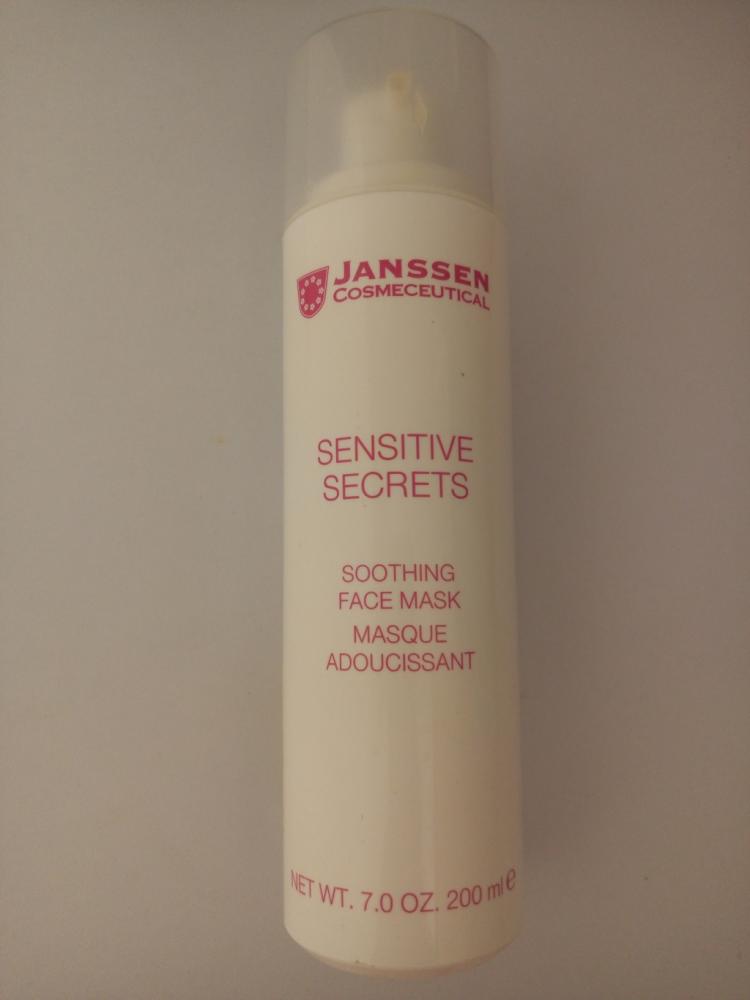 JANSSEN
COSMECEUTICAL
SENSITIVE
SECRETS
SOOTHING
FACE MASK
MASQUE
ADOUCISSANT
NET WT. 7.0 OZ. 200 ml ℮